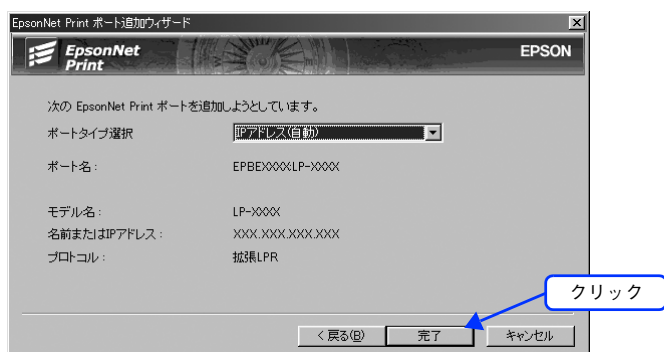 EpsonNet Print ポート追加ウィザード
EpsonNet Print
EPSON
次の EpsonNet Print ポートを追加しようとしています。
ポートタイプ選択 IPアドレス(自動)
ポート名: EPBEXXXX:LP-XXXX
モデル名: LP-XXXX
名前またはIPアドレス: XXX.XXX.XXX.XXX
プロトコル: 拡張LPR
クリック
< 戻る(B) 完了 キャンセル